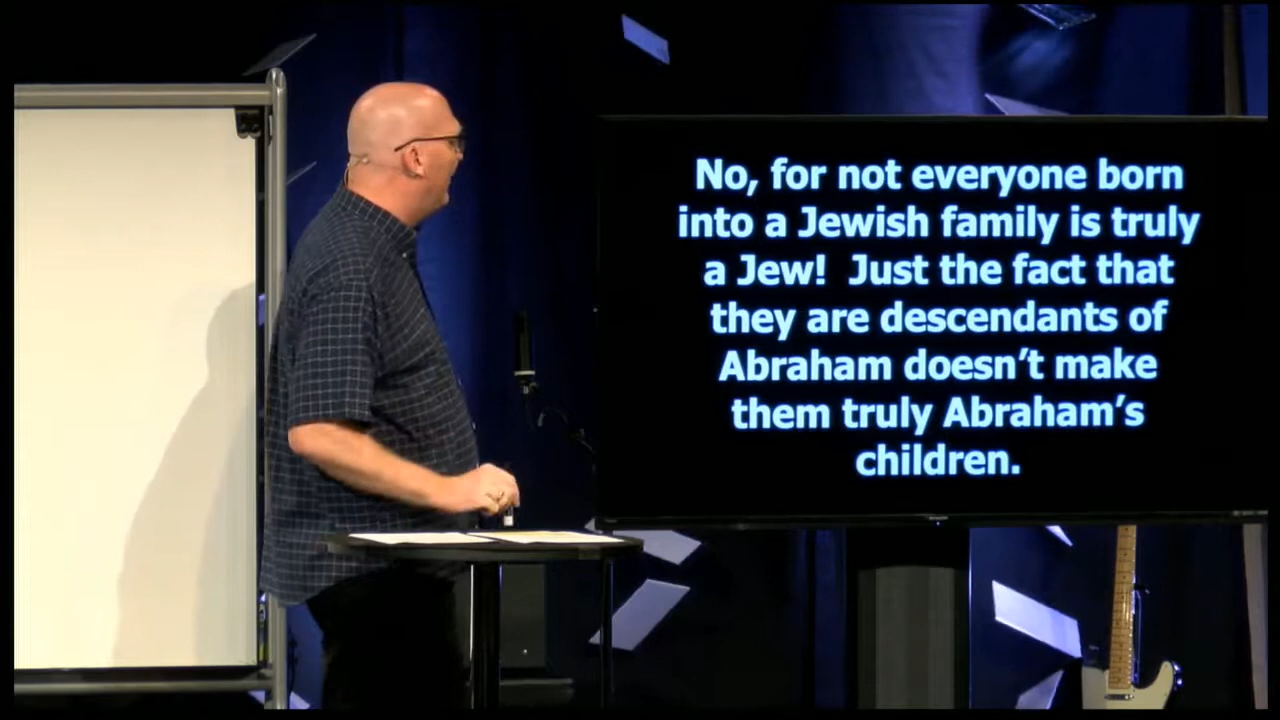 No, for not everyone born
into a Jewish family is truly
a Jew!  Just the fact that
they are descendants of
Abraham doesn’t make
them truly Abraham’s
children.